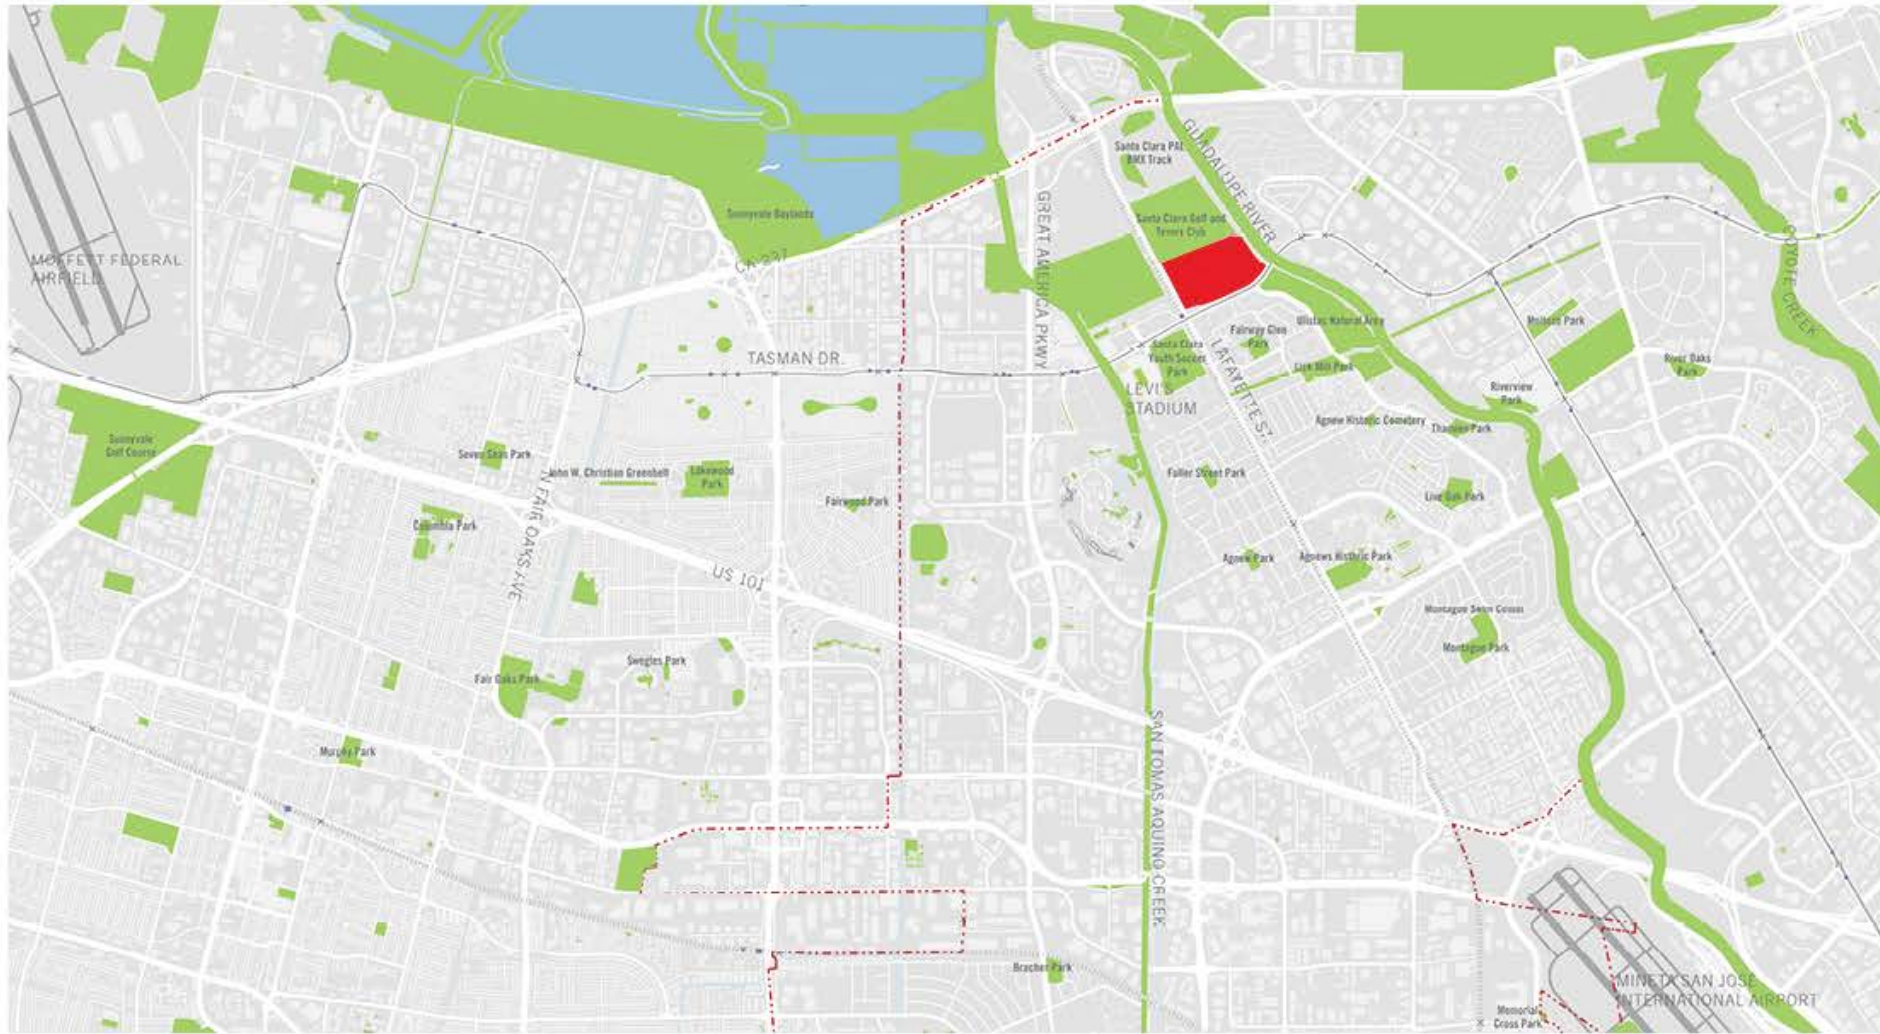 Santa Clara PAL
BMX Track
GUADALUPE RIVER
Santa Clara Golf and
Tennis Club
Sunnyvale Baylands
GREAT AMERICA PKWY
COYOTE CREEK
MOFFETT FEDERAL
AIRFIELD
CA-237
Ulistac Natural Area
Moitozo Park
Fairway Glen
Park
Santa Clara
Youth Soccer
Park
LAFAYETTE ST.
TASMAN DR.
Lick Mill Park
River Oaks
Park
LEVI'S
STADIUM
Riverview
Park
Agnew Historic Cemetery
Thamien Park
Sunnyvale
Golf Course
Seven Seas Park
John W. Christian Greenbelt
Lakewood
Park
Fuller Street Park
Fairwood Park
Live Oak Park
Columbia Park
N FAIR OAKS AVE
US 101
Agnew Park
Agnews Historic Park
Montague Swim Center
Montague Park
Swegles Park
Fair Oaks Park
Murphy Park
SAN TOMAS AQUINO CREEK
Bracher Park
MINETA SAN JOSE
INTERNATIONAL AIRPORT
Memorial
Cross Park